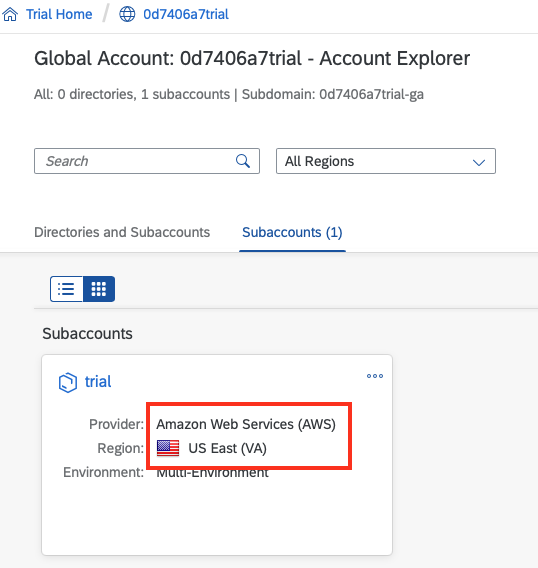 Trial Home / 0d7406a7trial
Global Account: 0d7406a7trial - Account Explorer
All: 0 directories, 1 subaccounts | Subdomain: 0d7406a7trial-ga
Search
All Regions
Directories and Subaccounts
Subaccounts (1)
Subaccounts
trial
Provider: Amazon Web Services (AWS)
Region: US East (VA)
Environment: Multi-Environment